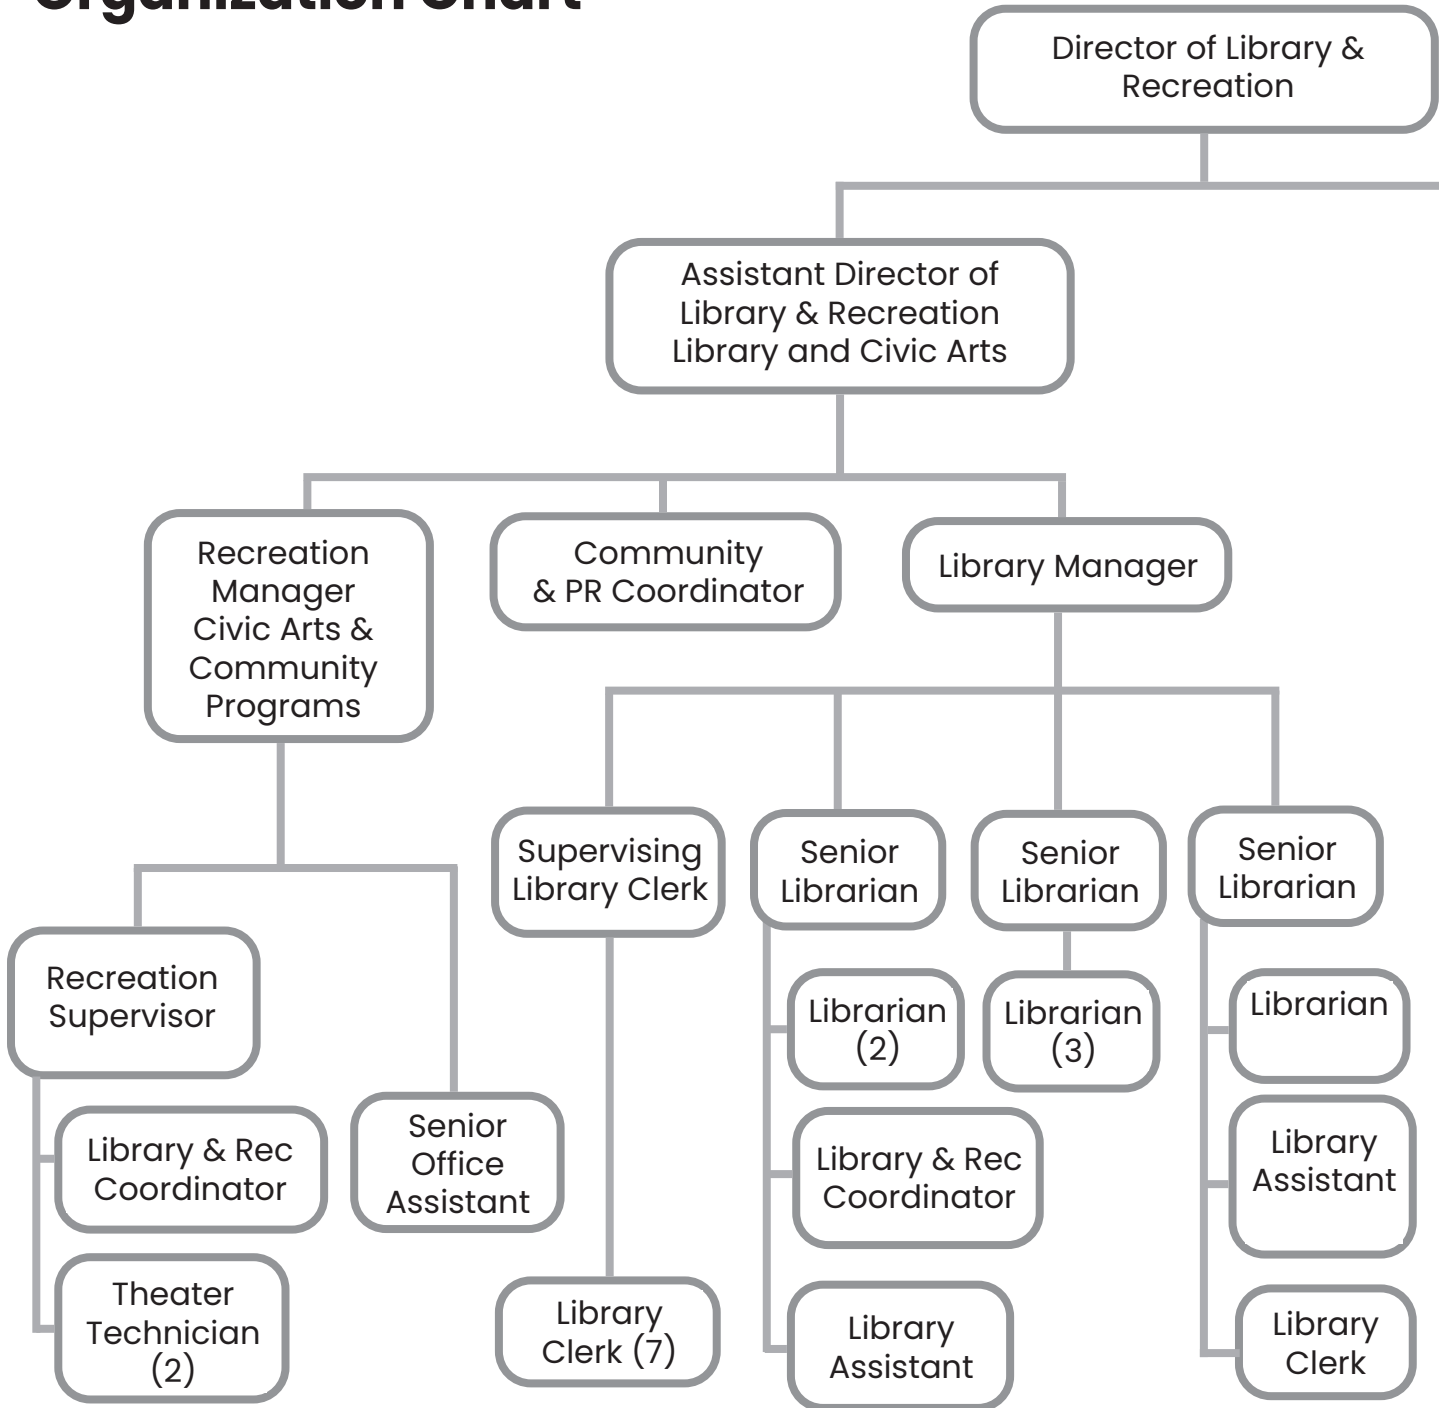 Organization Chart
Director of Library &
Recreation
Assistant Director of
Library & Recreation
Library and Civic Arts
Recreation
Manager
Civic Arts &
Community
Programs
Community
& PR Coordinator
Library Manager
Supervising
Library Clerk
Senior
Librarian
Senior
Librarian
Senior
Librarian
Recreation
Supervisor
Librarian
(2)
Librarian
(3)
Librarian
Library & Rec
Coordinator
Senior
Office
Assistant
Library & Rec
Coordinator
Library
Assistant
Theater
Technician
(2)
Library
Clerk (7)
Library
Assistant
Library
Clerk